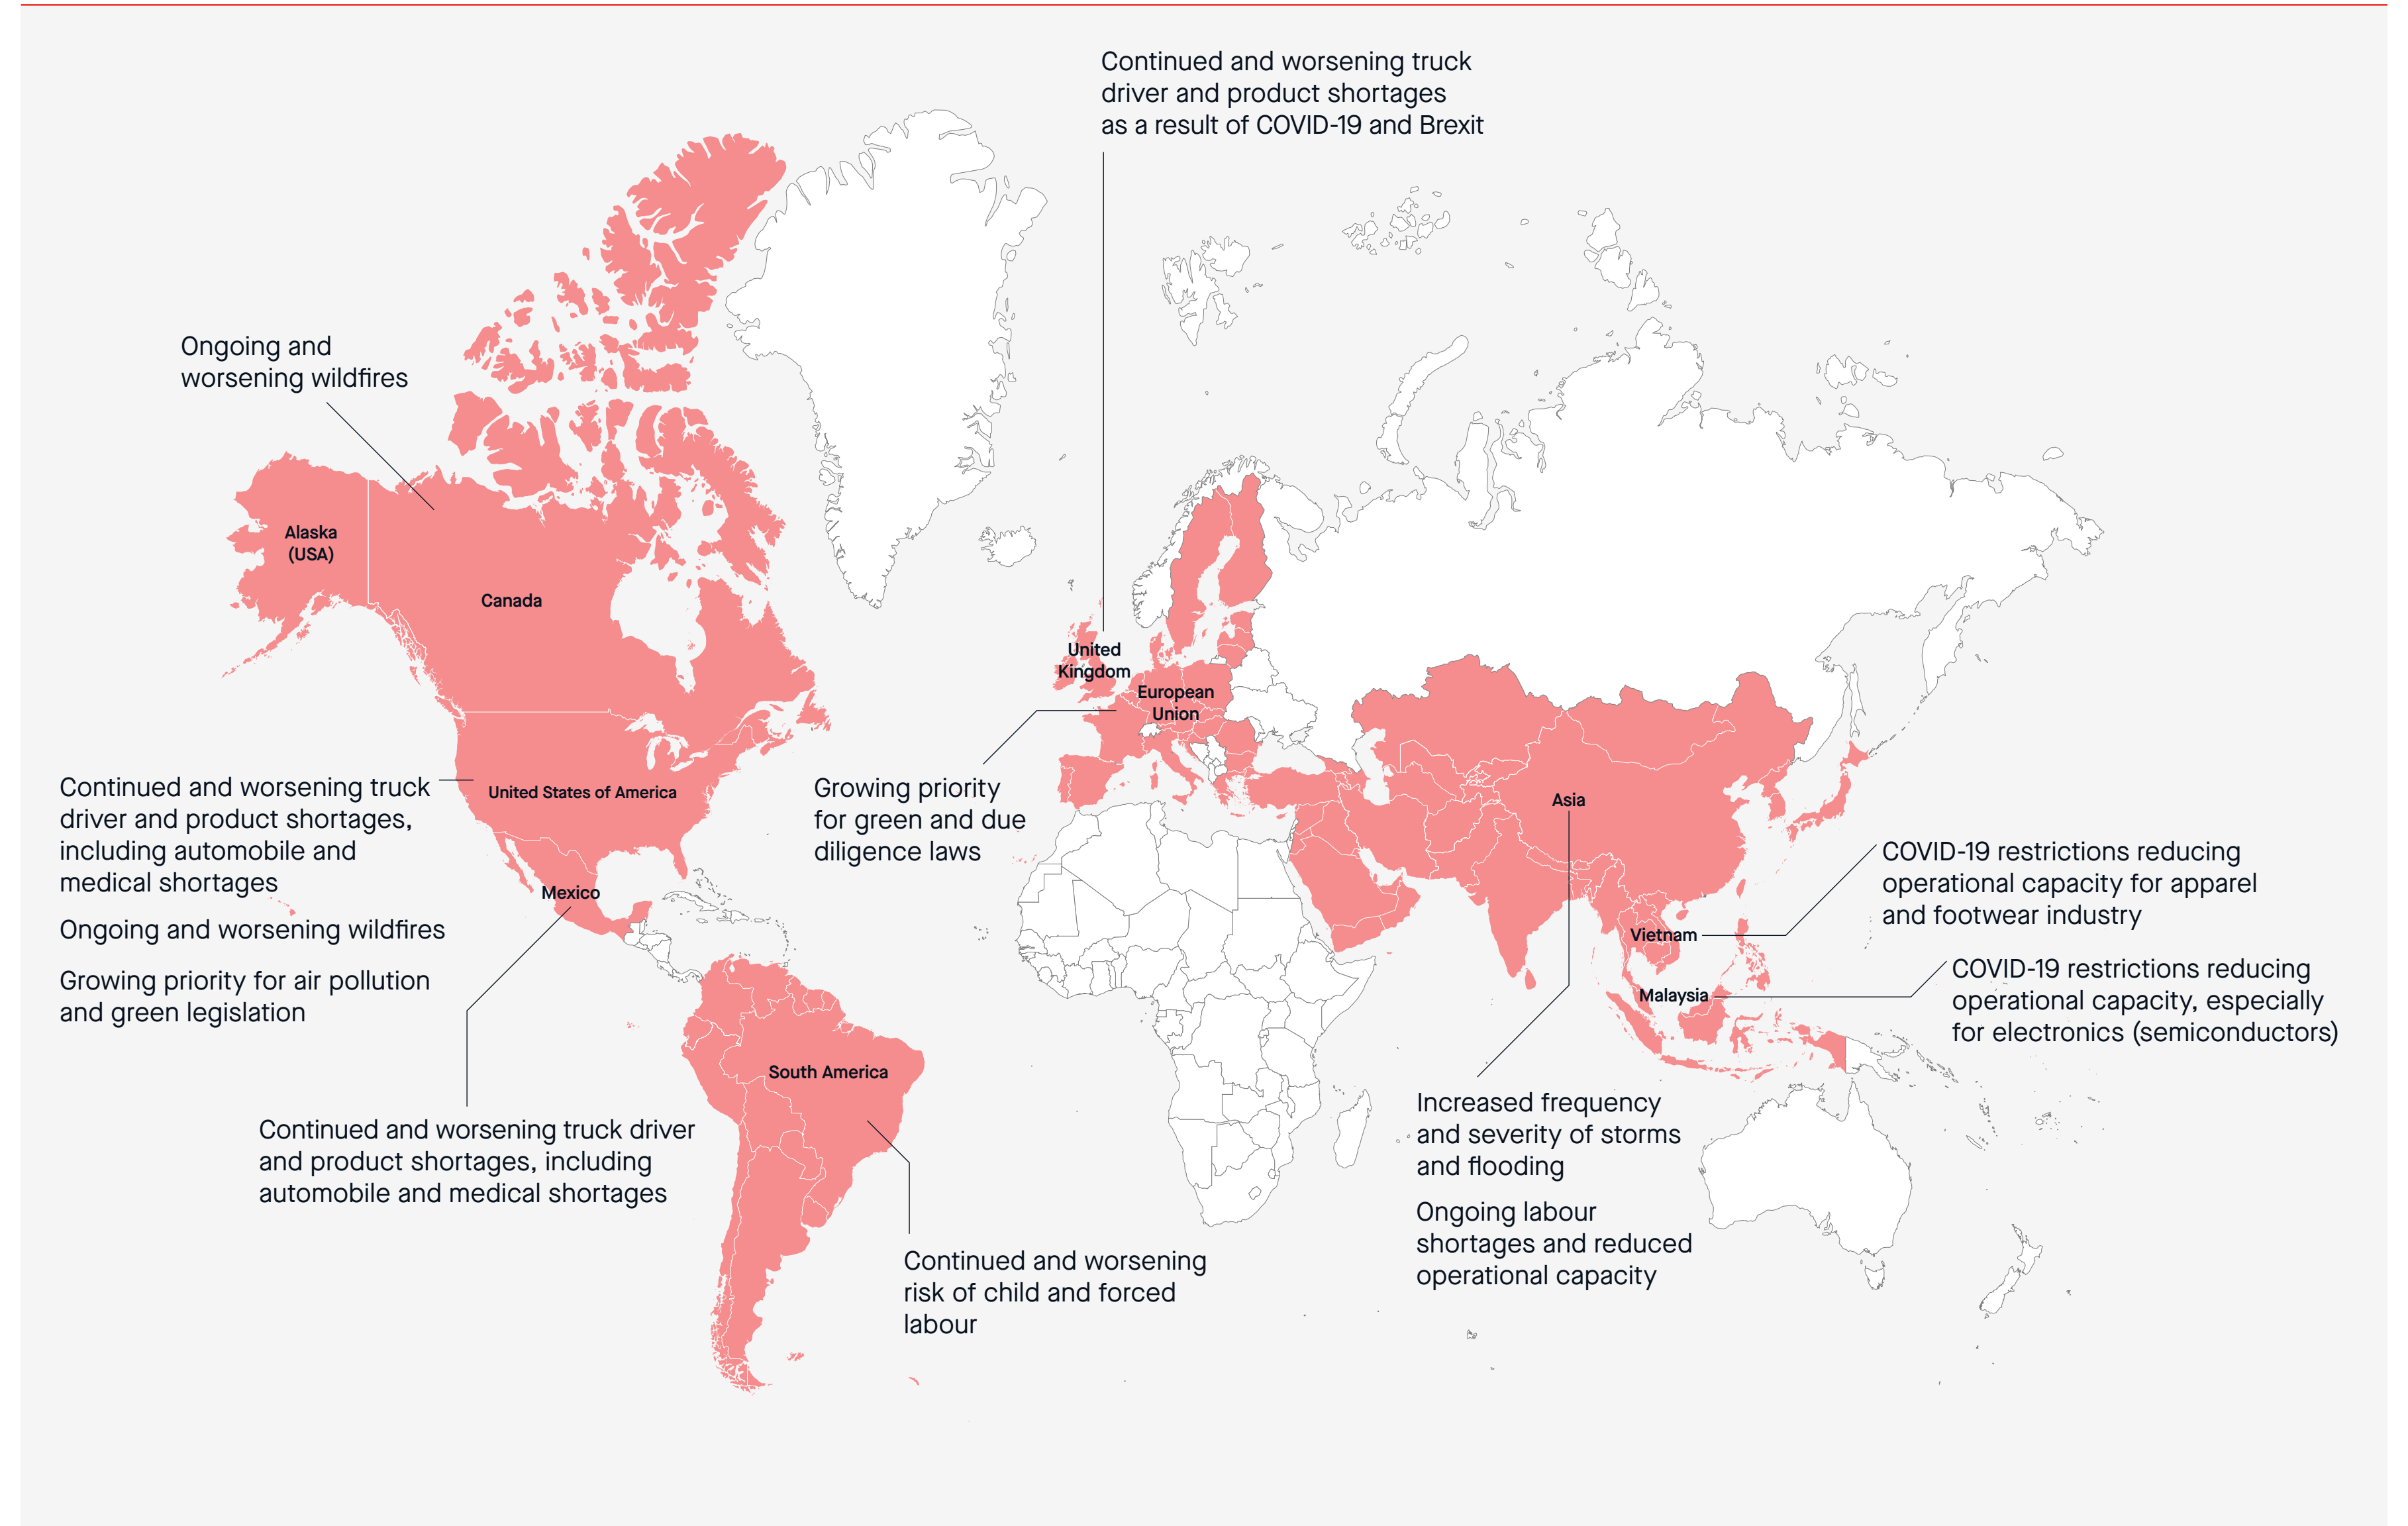 Continued and worsening truck
driver and product shortages
as a result of COVID-19 and Brexit
Ongoing and
worsening wildfires
Alaska
(USA)
Canada
United
Kingdom
European
Union
Growing priority
for green and due
diligence laws
Continued and worsening truck
driver and product shortages,
including automobile and
medical shortages
Ongoing and worsening wildfires
Growing priority for air pollution
and green legislation
United States of America
Mexico
Continued and worsening truck driver
and product shortages, including
automobile and medical shortages
South America
Continued and worsening
risk of child and forced
labour
Asia
Increased frequency
and severity of storms
and flooding
Ongoing labour
shortages and reduced
operational capacity
Vietnam
COVID-19 restrictions reducing
operational capacity for apparel
and footwear industry
Malaysia
COVID-19 restrictions reducing
operational capacity, especially
for electronics (semiconductors)